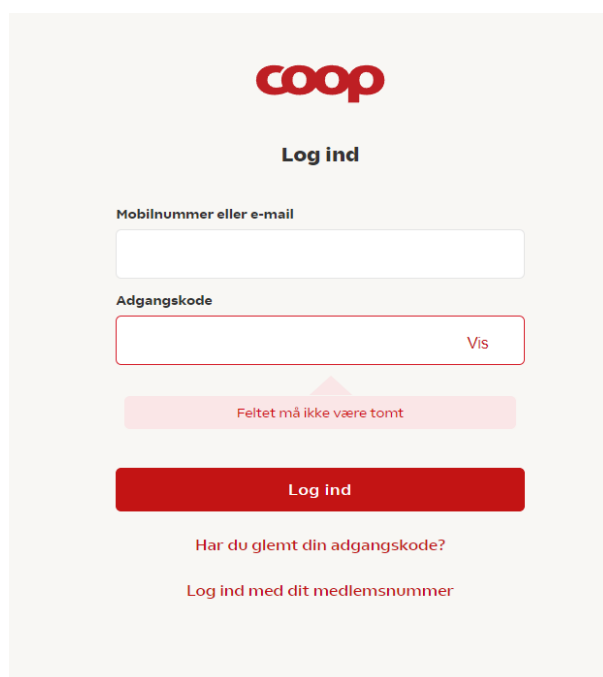 coop
Log ind
Mobilnummer eller e-mail
Adgangskode
Vis
Feltet må ikke være tomt
Log ind
Har du glemt din adgangskode?
Log ind med dit medlemsnummer